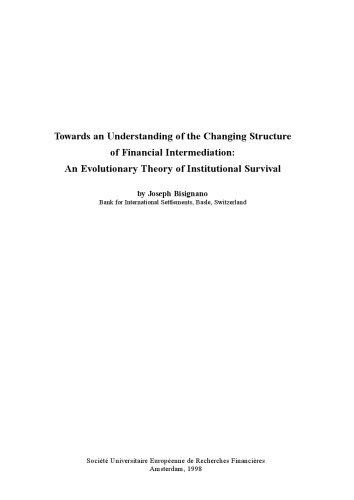 Towards an Understanding of the Changing Structure
of Financial Intermediation:
An Evolutionary Theory of Institutional Survival
by Joseph Bisignano
Bank for International Settlements, Basle, Switzerland
Société Universitaire Européenne de Recherches Financières
Amsterdam, 1998